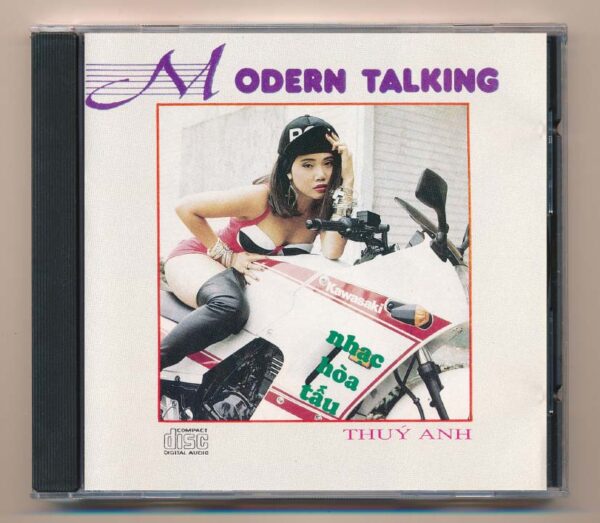 MODERN TALKING
Kawasaki
nhạc
hòa
tấu
COMPACT
disc
DIGITAL AUDIO
THUÝ ANH